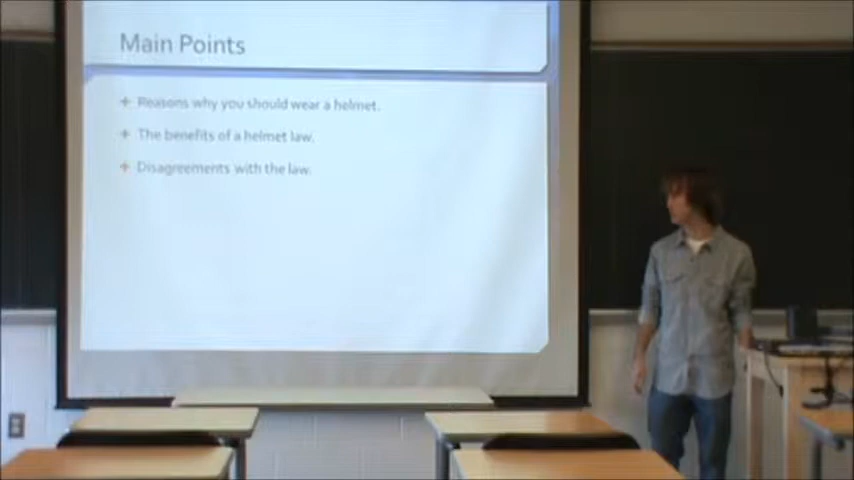 Main Points
Reasons why you should wear a helmet.
The benefits of a helmet law.
Disagreements with the law.